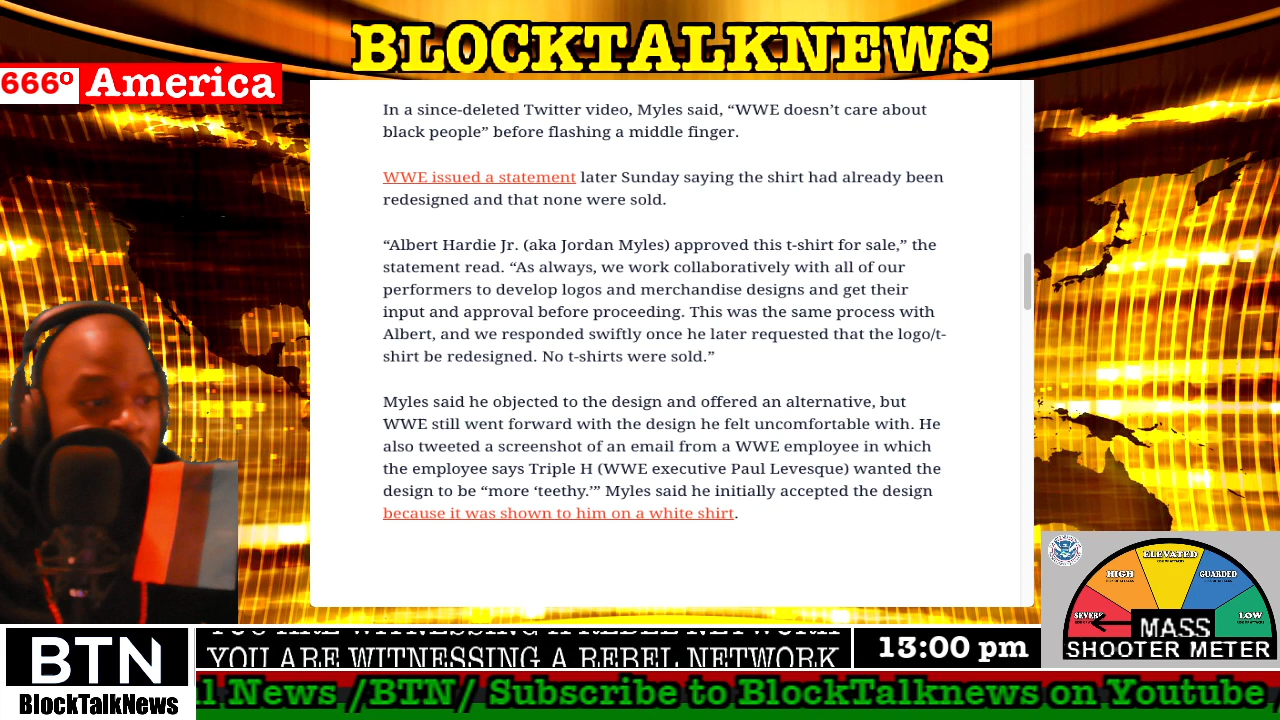 BLOCKTALKNEWS
666º America
In a since-deleted Twitter video, Myles said, “WWE doesn’t care about
black people” before flashing a middle finger.
WWE issued a statement later Sunday saying the shirt had already been
redesigned and that none were sold.
“Albert Hardie Jr. (aka Jordan Myles) approved this t-shirt for sale,” the
statement read. “As always, we work collaboratively with all of our
performers to develop logos and merchandise designs and get their
input and approval before proceeding. This was the same process with
Albert, and we responded swiftly once he later requested that the logo/t-
shirt be redesigned. No t-shirts were sold.”
Myles said he objected to the design and offered an alternative, but
WWE still went forward with the design he felt uncomfortable with. He
also tweeted a screenshot of an email from a WWE employee in which
the employee says Triple H (WWE executive Paul Levesque) wanted the
design to be “more ‘teethy.’” Myles said he initially accepted the design
because it was shown to him on a white shirt.
ELEVATED
HIGH
GUARDED
SEVERE
LOW
MASS
SHOOTER METER
BTN
BlockTalkNews
YOU ARE WITNESSING A REBEL NETWORK
YOU ARE WITNESSING A REBEL NETWORK
13:00 pm
l News /BTN/ Subscribe to BlockTalknews on Youtube /